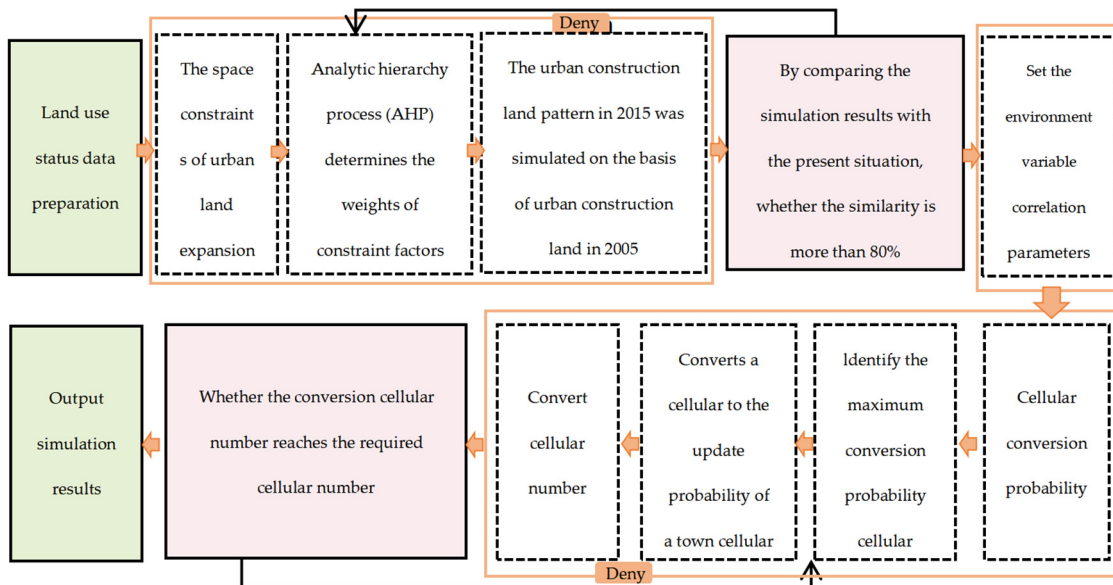 Deny
Land use
status data
preparation
The space
constraint
s of urban
land
expansion
Analytic hierarchy
process (AHP)
determines the
weights of
constraint factors
The urban construction
land pattern in 2015 was
simulated on the basis
of urban construction
land in 2005
By comparing the
simulation results with
the present situation,
whether the similarity is
more than 80%
Set the
environment
variable
correlation
parameters
Cellular
conversion
probability
Identify the
maximum
conversion
probability
cellular
Converts a
cellular to the
update
probability of
a town cellular
Convert
cellular
number
Whether the conversion cellular
number reaches the required
cellular number
Output
simulation
results
Deny